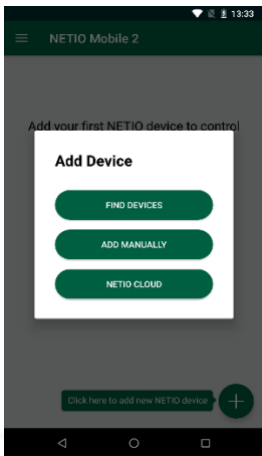 13:33
NETIO Mobile 2
Add your first NETIO device to control
Add Device
FIND DEVICES
ADD MANUALLY
NETIO CLOUD
Click here to add new NETIO device